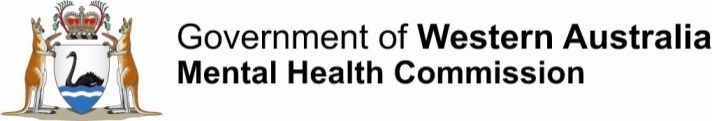 Government of Western Australia
Mental Health Commission